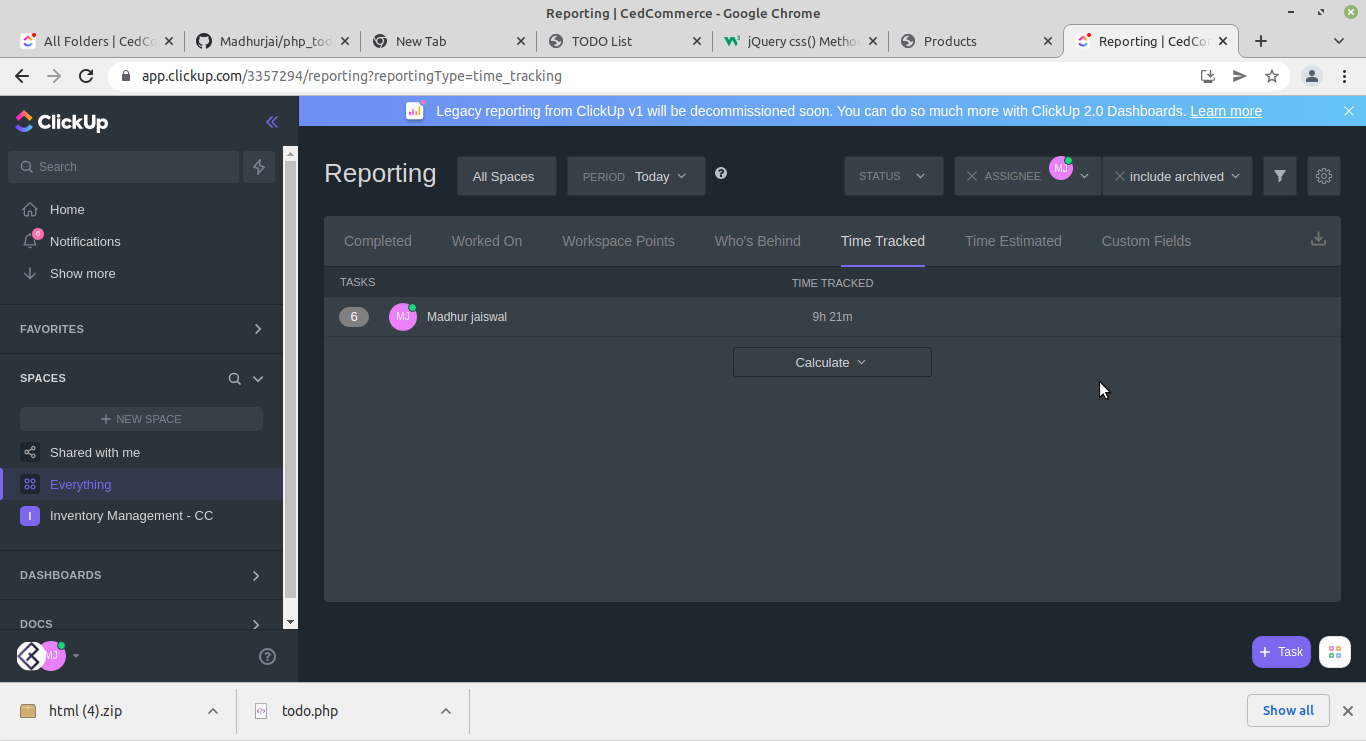 Reporting | CedCommerce - Google Chrome
All Folders | CedCo
Madhurjai/php_tod
New Tab
TODO List
jQuery css() Metho
Products
Reporting | CedCo
app.clickup.com/3357294/reporting?reportingType=time_tracking
ClickUp
Legacy reporting from ClickUp v1 will be decommissioned soon. You can do so much more with ClickUp 2.0 Dashboards. Learn more
Search
Home
6
Notifications
Show more
FAVORITES
SPACES
+ NEW SPACE
Shared with me
Everything
I Inventory Management - CC
DASHBOARDS
DOCS
MJ
Reporting
All Spaces
PERIOD Today
STATUS
ASSIGNEE MJ
include archived
Completed
Worked On
Workspace Points
Who's Behind
Time Tracked
Time Estimated
Custom Fields
TASKS
TIME TRACKED
6 MJ Madhur jaiswal 9h 21m
Calculate
+ Task
html (4).zip
todo.php
Show all